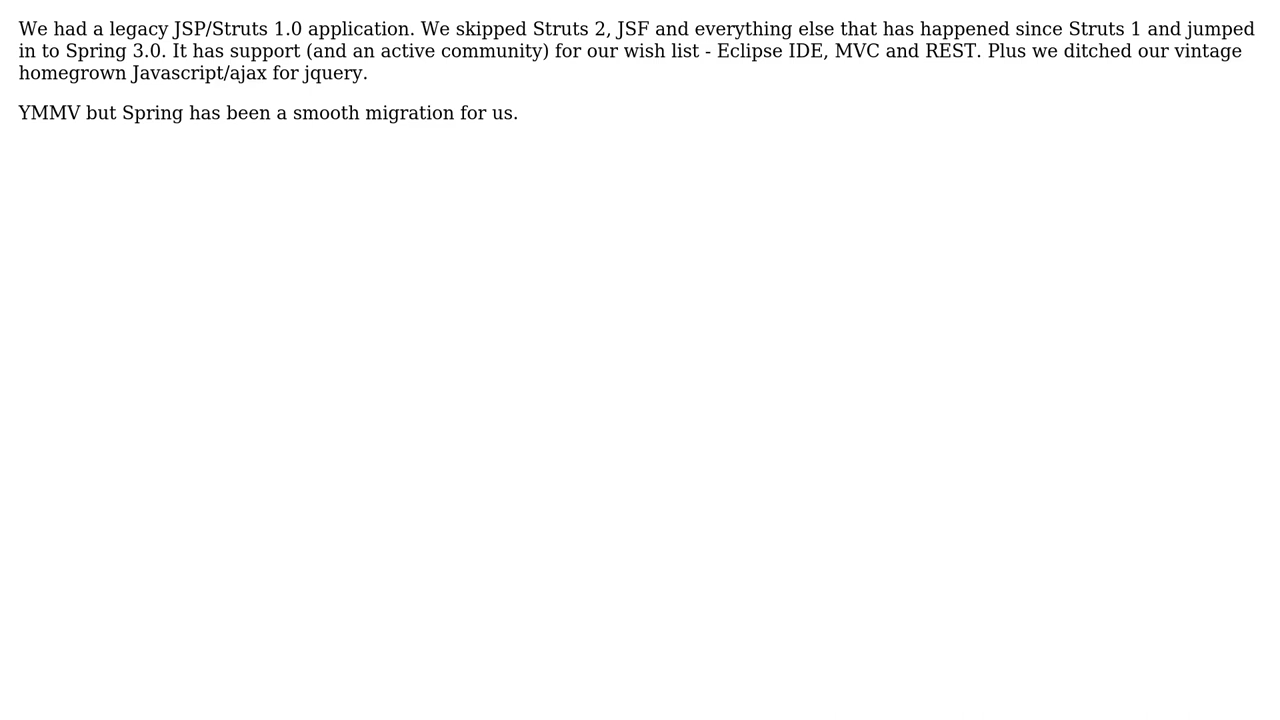 We had a legacy JSP/Struts 1.0 application. We skipped Struts 2, JSF and everything else that has happened since Struts 1 and jumped
in to Spring 3.0. It has support (and an active community) for our wish list - Eclipse IDE, MVC and REST. Plus we ditched our vintage
homegrown Javascript/ajax for jquery.
YMMV but Spring has been a smooth migration for us.